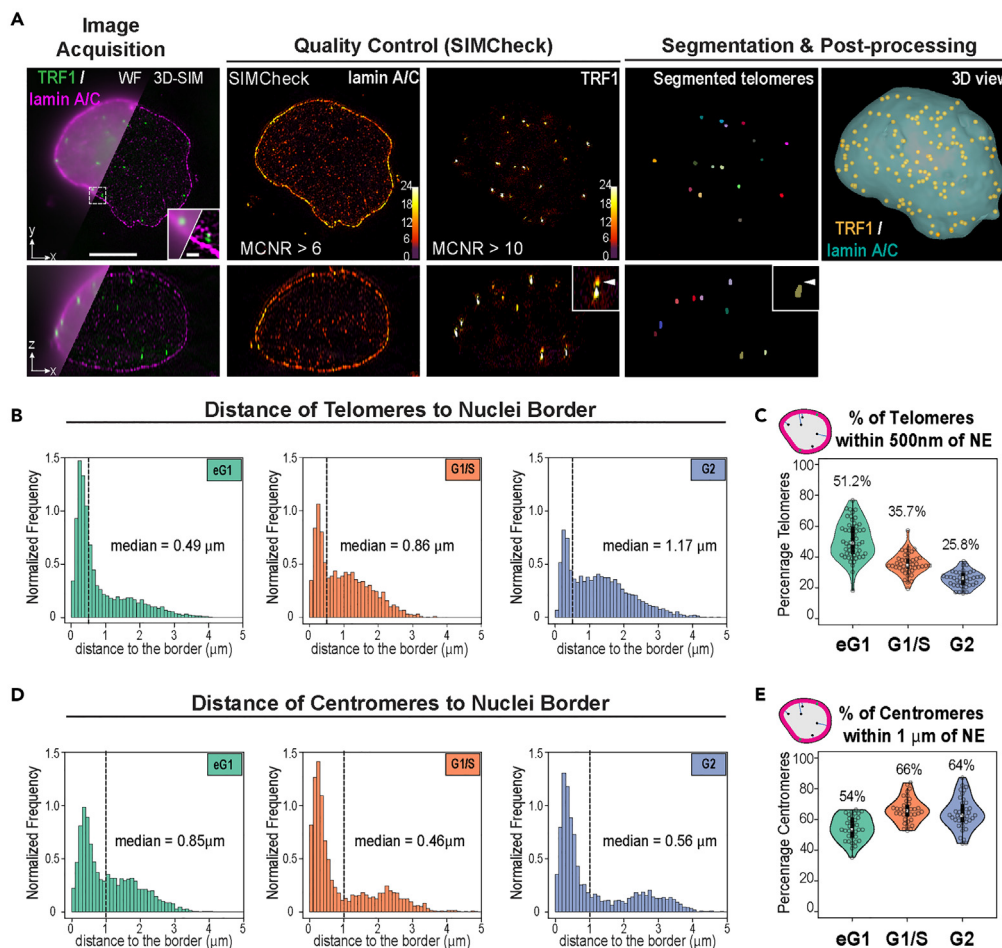 A
Image
Acquisition
Quality Control (SIMCheck)
Segmentation & Post-processing
TRF1 /
lamin A/C
WF
3D-SIM
SIMCheck
lamin A/C
TRF1
Segmented telomeres
3D view
y
x
24
18
12
6
0
MCNR > 6
24
18
12
6
0
MCNR > 10
TRF1 /
lamin A/C
z
x
B
Distance of Telomeres to Nuclei Border
Normalized Frequency
1.5
1.0
0.5
0
eG1
median = 0.49 μm
0 1 2 3 4 5
distance to the border (μm)
Normalized Frequency
1.5
1.0
0.5
0
G1/S
median = 0.86 μm
0 1 2 3 4 5
distance to the border (μm)
Normalized Frequency
1.5
1.0
0.5
0
G2
median = 1.17 μm
0 1 2 3 4 5
distance to the border (μm)
C
% of Telomeres
within 500nm of NE
Percentage Telomeres
100
80
60
40
20
0
51.2%
35.7%
25.8%
eG1 G1/S G2
D
Distance of Centromeres to Nuclei Border
Normalized Frequency
1.5
1.0
0.5
0
eG1
median = 0.85μm
0 1 2 3 4 5
distance to the border (μm)
Normalized Frequency
1.5
1.0
0.5
0
G1/S
median = 0.46μm
0 1 2 3 4 5
distance to the border (μm)
Normalized Frequency
1.5
1.0
0.5
0
G2
median = 0.56 μm
0 1 2 3 4 5
distance to the border (μm)
E
% of Centromeres
within 1 μm of NE
Percentage Centromeres
100
80
60
40
20
0
54%
66%
64%
eG1 G1/S G2